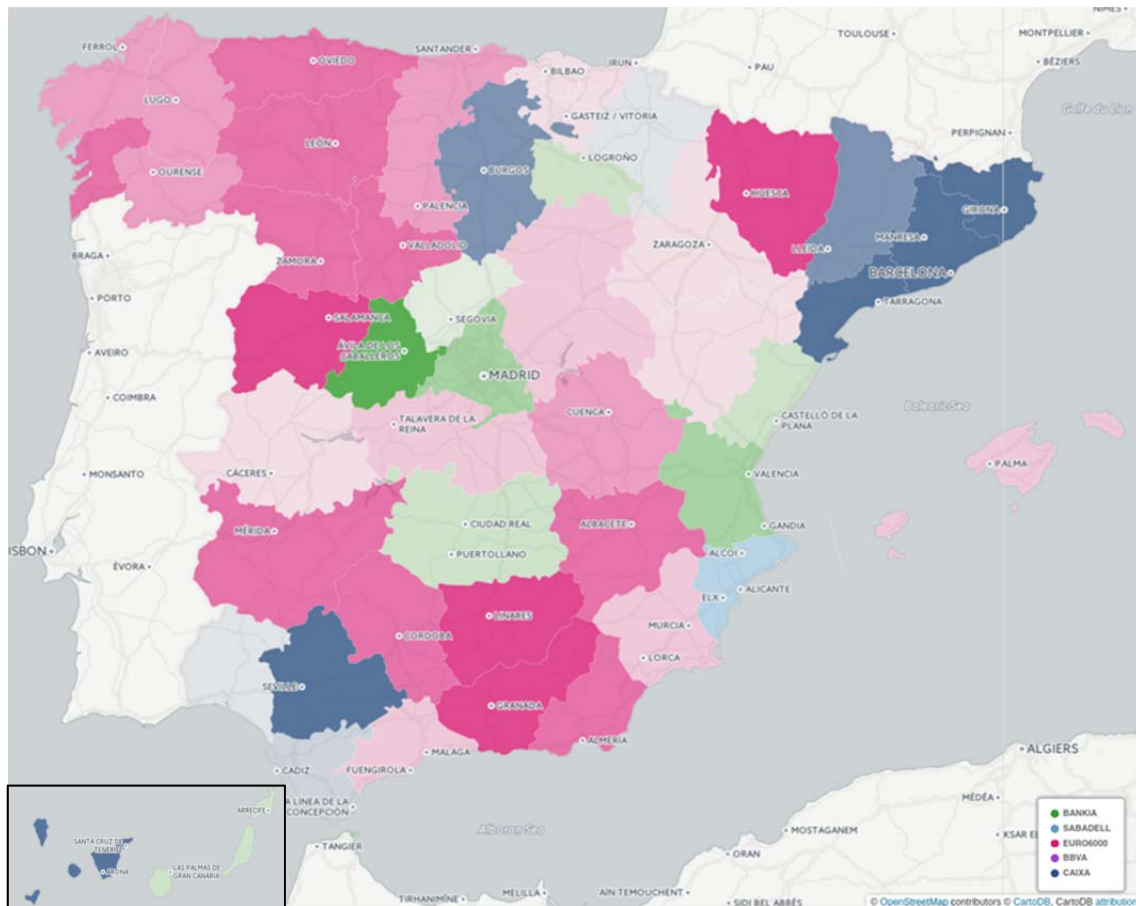 NIMES
MONTPELLIER
TOULOUSE
FERROL
SANTANDER
OVIEDO
BILBAO
IRUN
PAU
BÉZIERS
LUGO
GASTEIZ / VITORIA
Golfe du Lion
LEÓN
PERPIGNAN
LOGROÑO
OURENSE
BURGOS
HUESCA
PALENCIA
GIRONA
VALLADOLID
ZARAGOZA
LLEIDA
MANRESA
BRAGA
ZAMORA
BARCELONA
PORTO
TARRAGONA
SALAMANCA
SEGOVIA
ÁVILA DE LOS
CABALLEROS
AVEIRO
MADRID
COIMBRA
Balearic Sea
CUENCA
TALAVERA DE LA
REINA
CASTELLÓ DE LA
PLANA
PALMA
MONSANTO
CÁCERES
VALENCIA
CIUDAD REAL
ALBACETE
GANDIA
MÉRIDA
ISBON
ALCOI
PUERTOLLANO
ÉVORA
ALICANTE
ELX
LINARES
MURCIA
CORDOBA
LORCA
SEVILLE
GRANADA
ALMERÍA
ALGIERS
MALAGA
CADIZ
FUENGIROLA
A LÍNEA DE LA
CONCEPCIÓN
MÉDÉA
ARRECIFE
BANKIA
SABADELL
EURO6000
BBVA
CAIXA
Alboran Sea
MOSTAGANEM
KSAR EL
SANTA CRUZ DE
TENERIFE
TANGIER
ORAN
LAS PALMAS DE
GRAN CANARIA
ARONA
TIRHANIMÍNE
MELILLA
'AÏN TEMOUCHENT
SIDI BEL ABBÈS
© OpenStreetMap contributors © CartoDB, CartoDB attribution